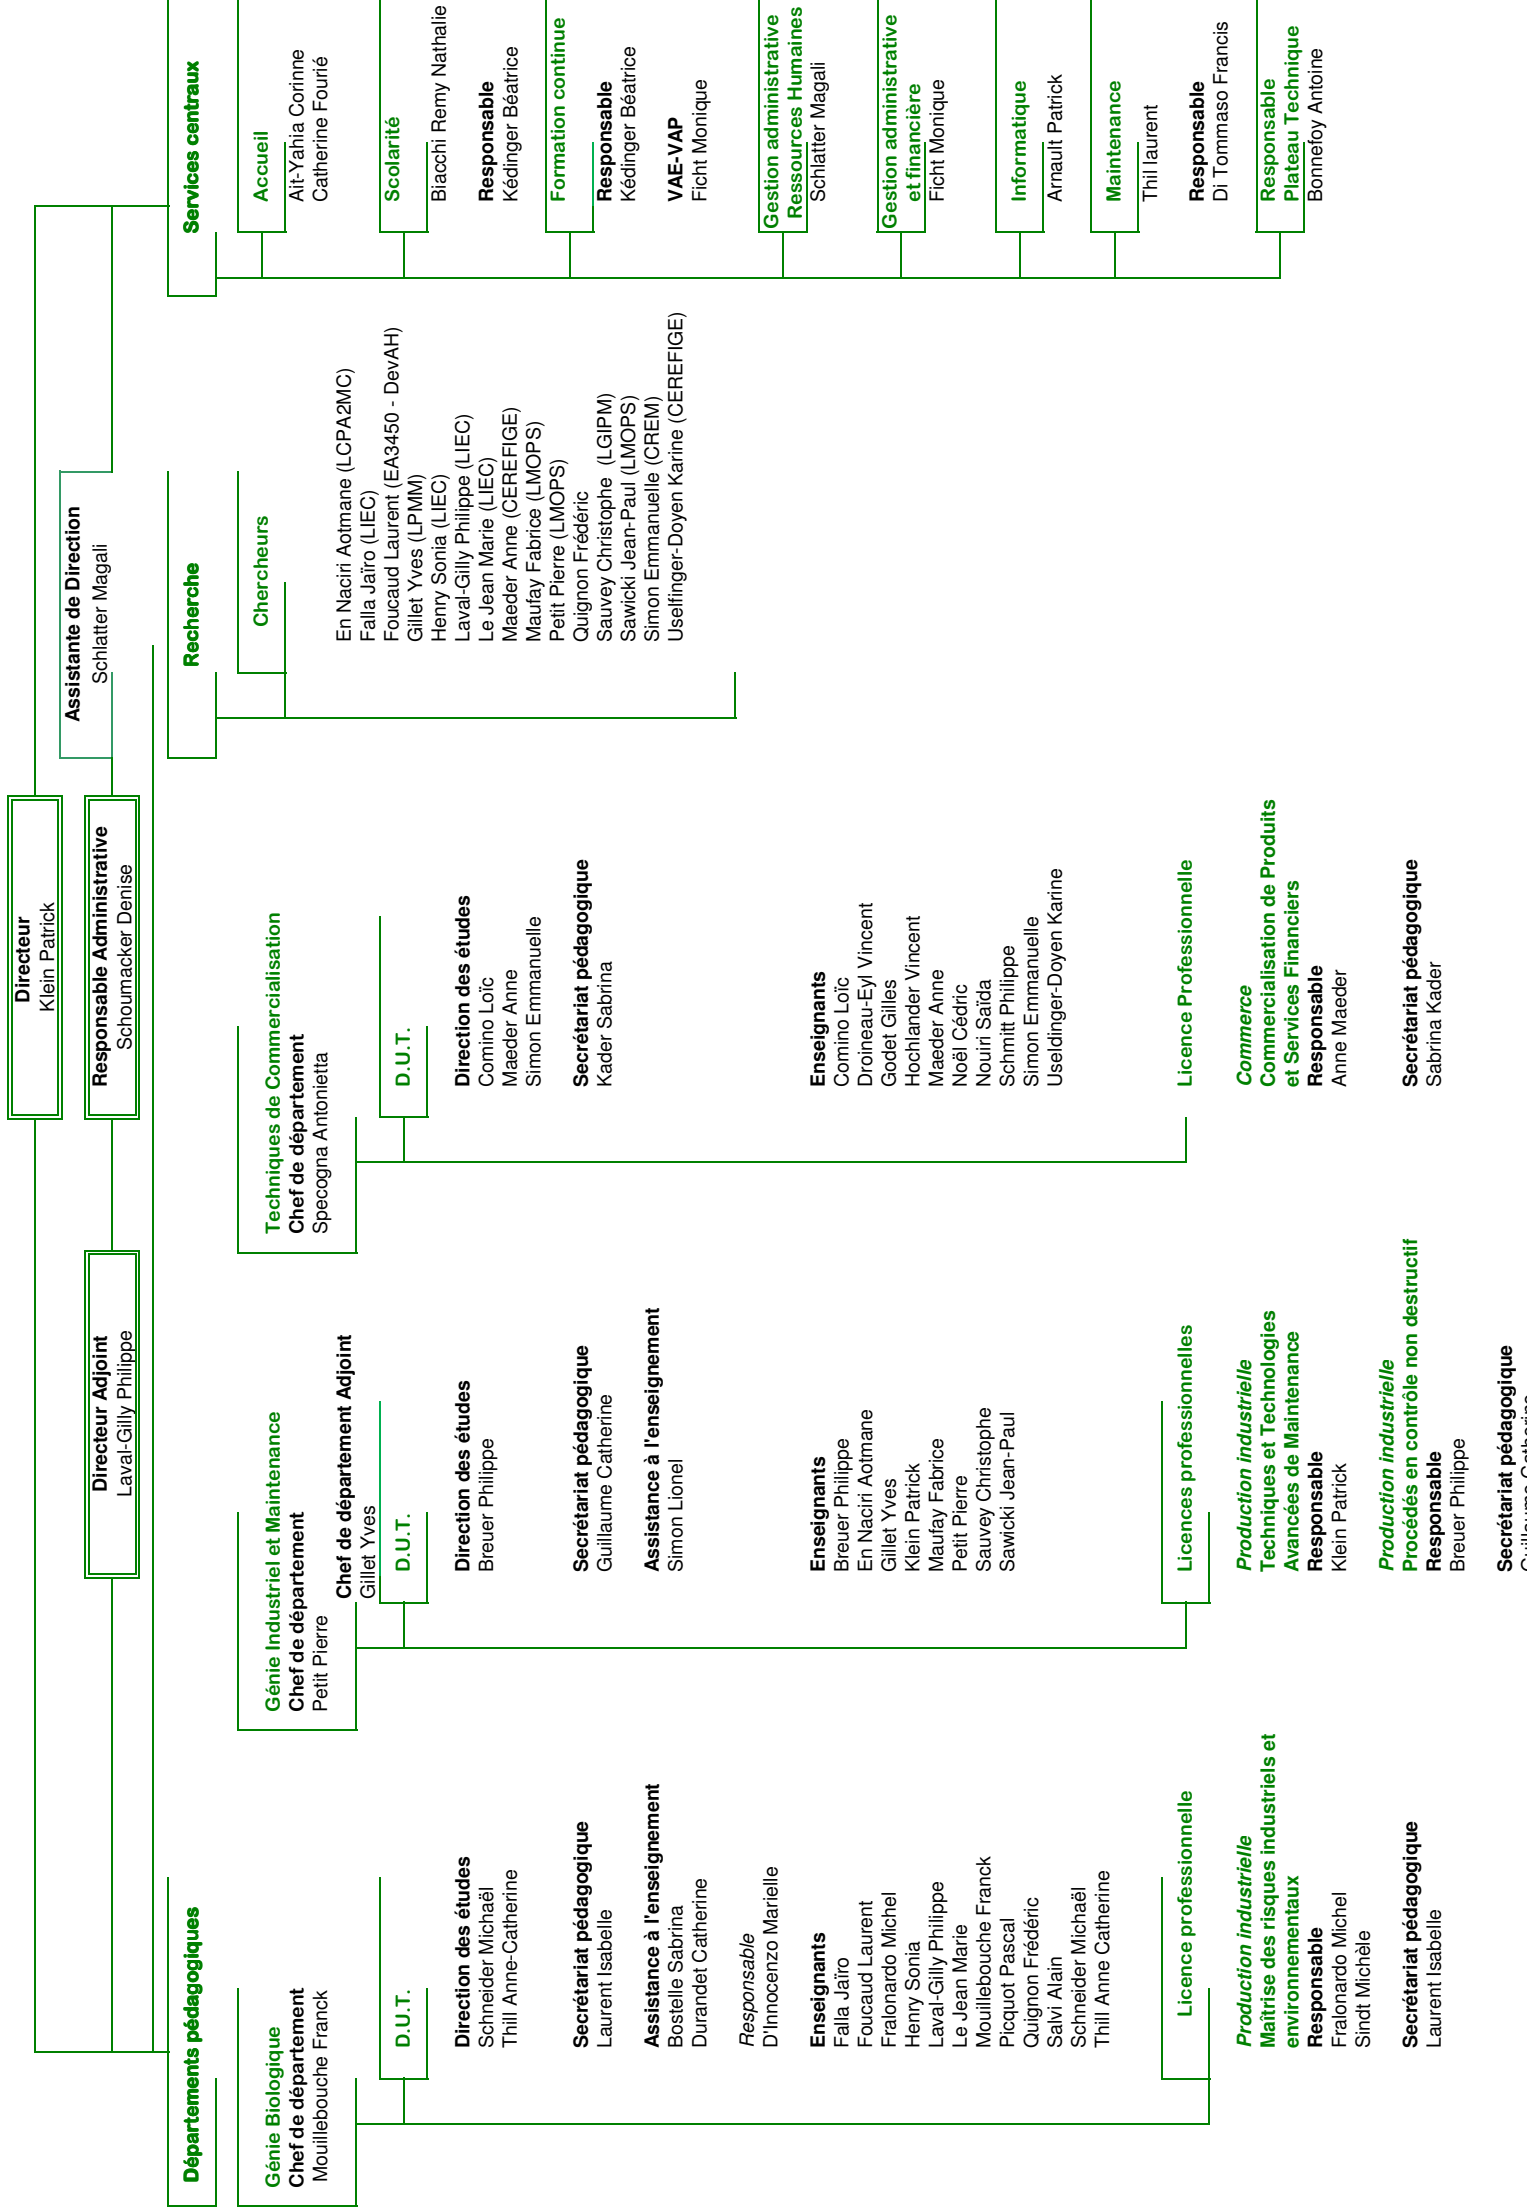 Directeur
Klein Patrick
Directeur Adjoint
Laval-Gilly Philippe
Responsable Administrative
Schoumacker Denise
Assistante de Direction
Schlatter Magali
Départements pédagogiques
Génie Biologique
Chef de département
Mouillebouche Franck
D.U.T.
Direction des études
Schneider Michaël
Thill Anne-Catherine
Secrétariat pédagogique
Laurent Isabelle
Assistance à l'enseignement
Bostelle Sabrina
Durandet Catherine
Responsable
D'Innocenzo Marielle
Enseignants
Falla Jaïro
Foucaud Laurent
Fralonardo Michel
Henry Sonia
Laval-Gilly Philippe
Le Jean Marie
Mouillebouche Franck
Picquot Pascal
Quignon Frédéric
Salvi Alain
Schneider Michaël
Thill Anne Catherine
Licence professionnelle
Production industrielle
Maîtrise des risques industriels et
environnementaux
Responsable
Fralonardo Michel
Sindt Michèle
Secrétariat pédagogique
Laurent Isabelle
Génie Industriel et Maintenance
Chef de département
Petit Pierre
Chef de département Adjoint
Gillet Yves
D.U.T.
Direction des études
Breuer Philippe
Secrétariat pédagogique
Guillaume Catherine
Assistance à l'enseignement
Simon Lionel
Enseignants
Breuer Philippe
En Naciri Aotmane
Gillet Yves
Klein Patrick
Maufay Fabrice
Petit Pierre
Sauvey Christophe
Sawicki Jean-Paul
Licences professionnelles
Production industrielle
Techniques et Technologies
Avancées de Maintenance
Responsable
Klein Patrick
Production industrielle
Procédés en contrôle non destructif
Responsable
Breuer Philippe
Secrétariat pédagogique
Techniques de Commercialisation
Chef de département
Specogna Antonietta
D.U.T.
Direction des études
Comino Loïc
Maeder Anne
Simon Emmanuelle
Secrétariat pédagogique
Kader Sabrina
Enseignants
Comino Loïc
Droineau-Eyl Vincent
Godet Gilles
Hochlander Vincent
Maeder Anne
Noël Cédric
Nouiri Saïda
Schmitt Philippe
Simon Emmanuelle
Useldinger-Doyen Karine
Licence Professionnelle
Commerce
Commercialisation de Produits
et Services Financiers
Responsable
Anne Maeder
Secrétariat pédagogique
Sabrina Kader
Recherche
Chercheurs
En Naciri Aotmane (LCPA2MC)
Falla Jaïro (LIEC)
Foucaud Laurent (EA3450 - DevAH)
Gillet Yves (LPMM)
Henry Sonia (LIEC)
Laval-Gilly Philippe (LIEC)
Le Jean Marie (LIEC)
Maeder Anne (CEREFIGE)
Maufay Fabrice (LMOPS)
Petit Pierre (LMOPS)
Quignon Frédéric
Sauvey Christophe (LGIPM)
Sawicki Jean-Paul (LMOPS)
Simon Emmanuelle (CREM)
Uselfinger-Doyen Karine (CEREFIGE)
Services centraux
Accueil
Ait-Yahia Corinne
Catherine Fourié
Scolarité
Biacchi Remy Nathalie
Responsable
Kédinger Béatrice
Formation continue
Responsable
Kédinger Béatrice
VAE-VAP
Ficht Monique
Gestion administrative
Ressources Humaines
Schlatter Magali
Gestion administrative
et financière
Ficht Monique
Informatique
Arnault Patrick
Maintenance
Thil laurent
Responsable
Di Tommaso Francis
Responsable
Plateau Technique
Bonnefoy Antoine